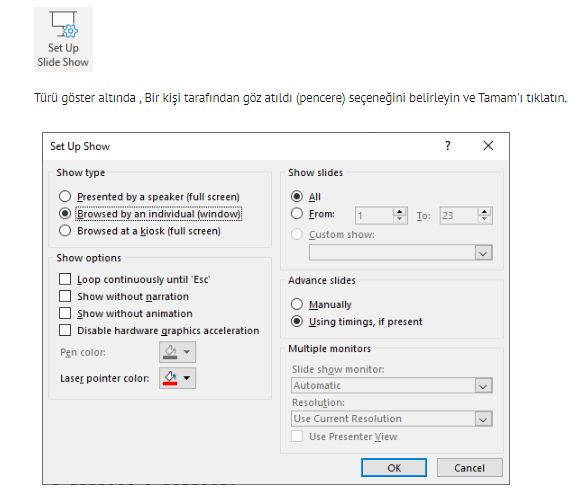 Set Up
Slide Show
Türü göster altında , Bir kişi tarafından göz atıldı (pencere) seçeneğini belirleyin ve Tamam'ı tıklatın.
Set Up Show ?
Show type
Presented by a speaker (full screen)
Browsed by an individual (window)
Browsed at a kiosk (full screen)
Show options
Loop continuously until 'Esc'
Show without narration
Show without animation
Disable hardware graphics acceleration
Pen color:
Laser pointer color:
Show slides
All
From: 1 To: 23
Custom show:
Advance slides
Manually
Using timings, if present
Multiple monitors
Slide show monitor:
Automatic
Resolution:
Use Current Resolution
Use Presenter View
OK Cancel